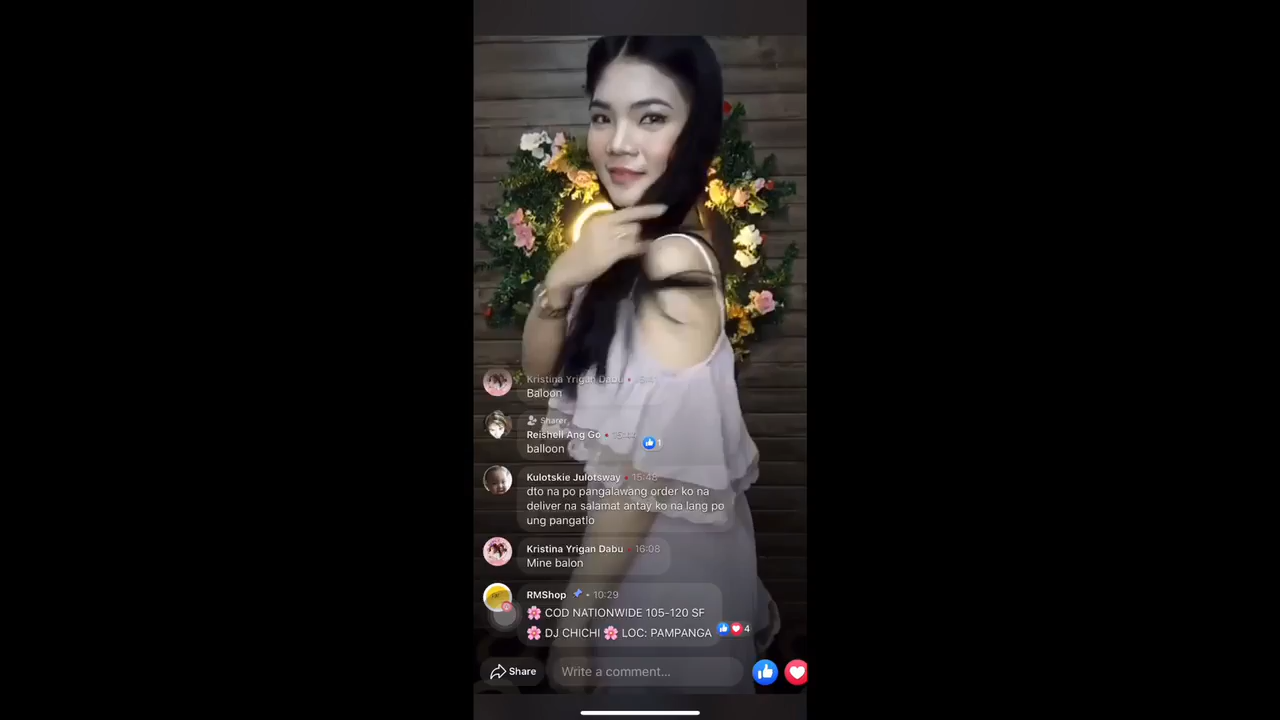 Kristina Yrigan Dabu
Baloon
Sharer
Reishell Ang Go
balloon
1
Kulotskie Julotsway • 15:48
dto na po pangalawang order ko na
deliver na salamat antay ko na lang po
ung pangatlo
Kristina Yrigan Dabu • 16:08
Mine balon
RMShop • 10:29
🌸 COD NATIONWIDE 105-120 SF
🌸 DJ CHICHI 🌸 LOC: PAMPANGA
4
Share
Write a comment...